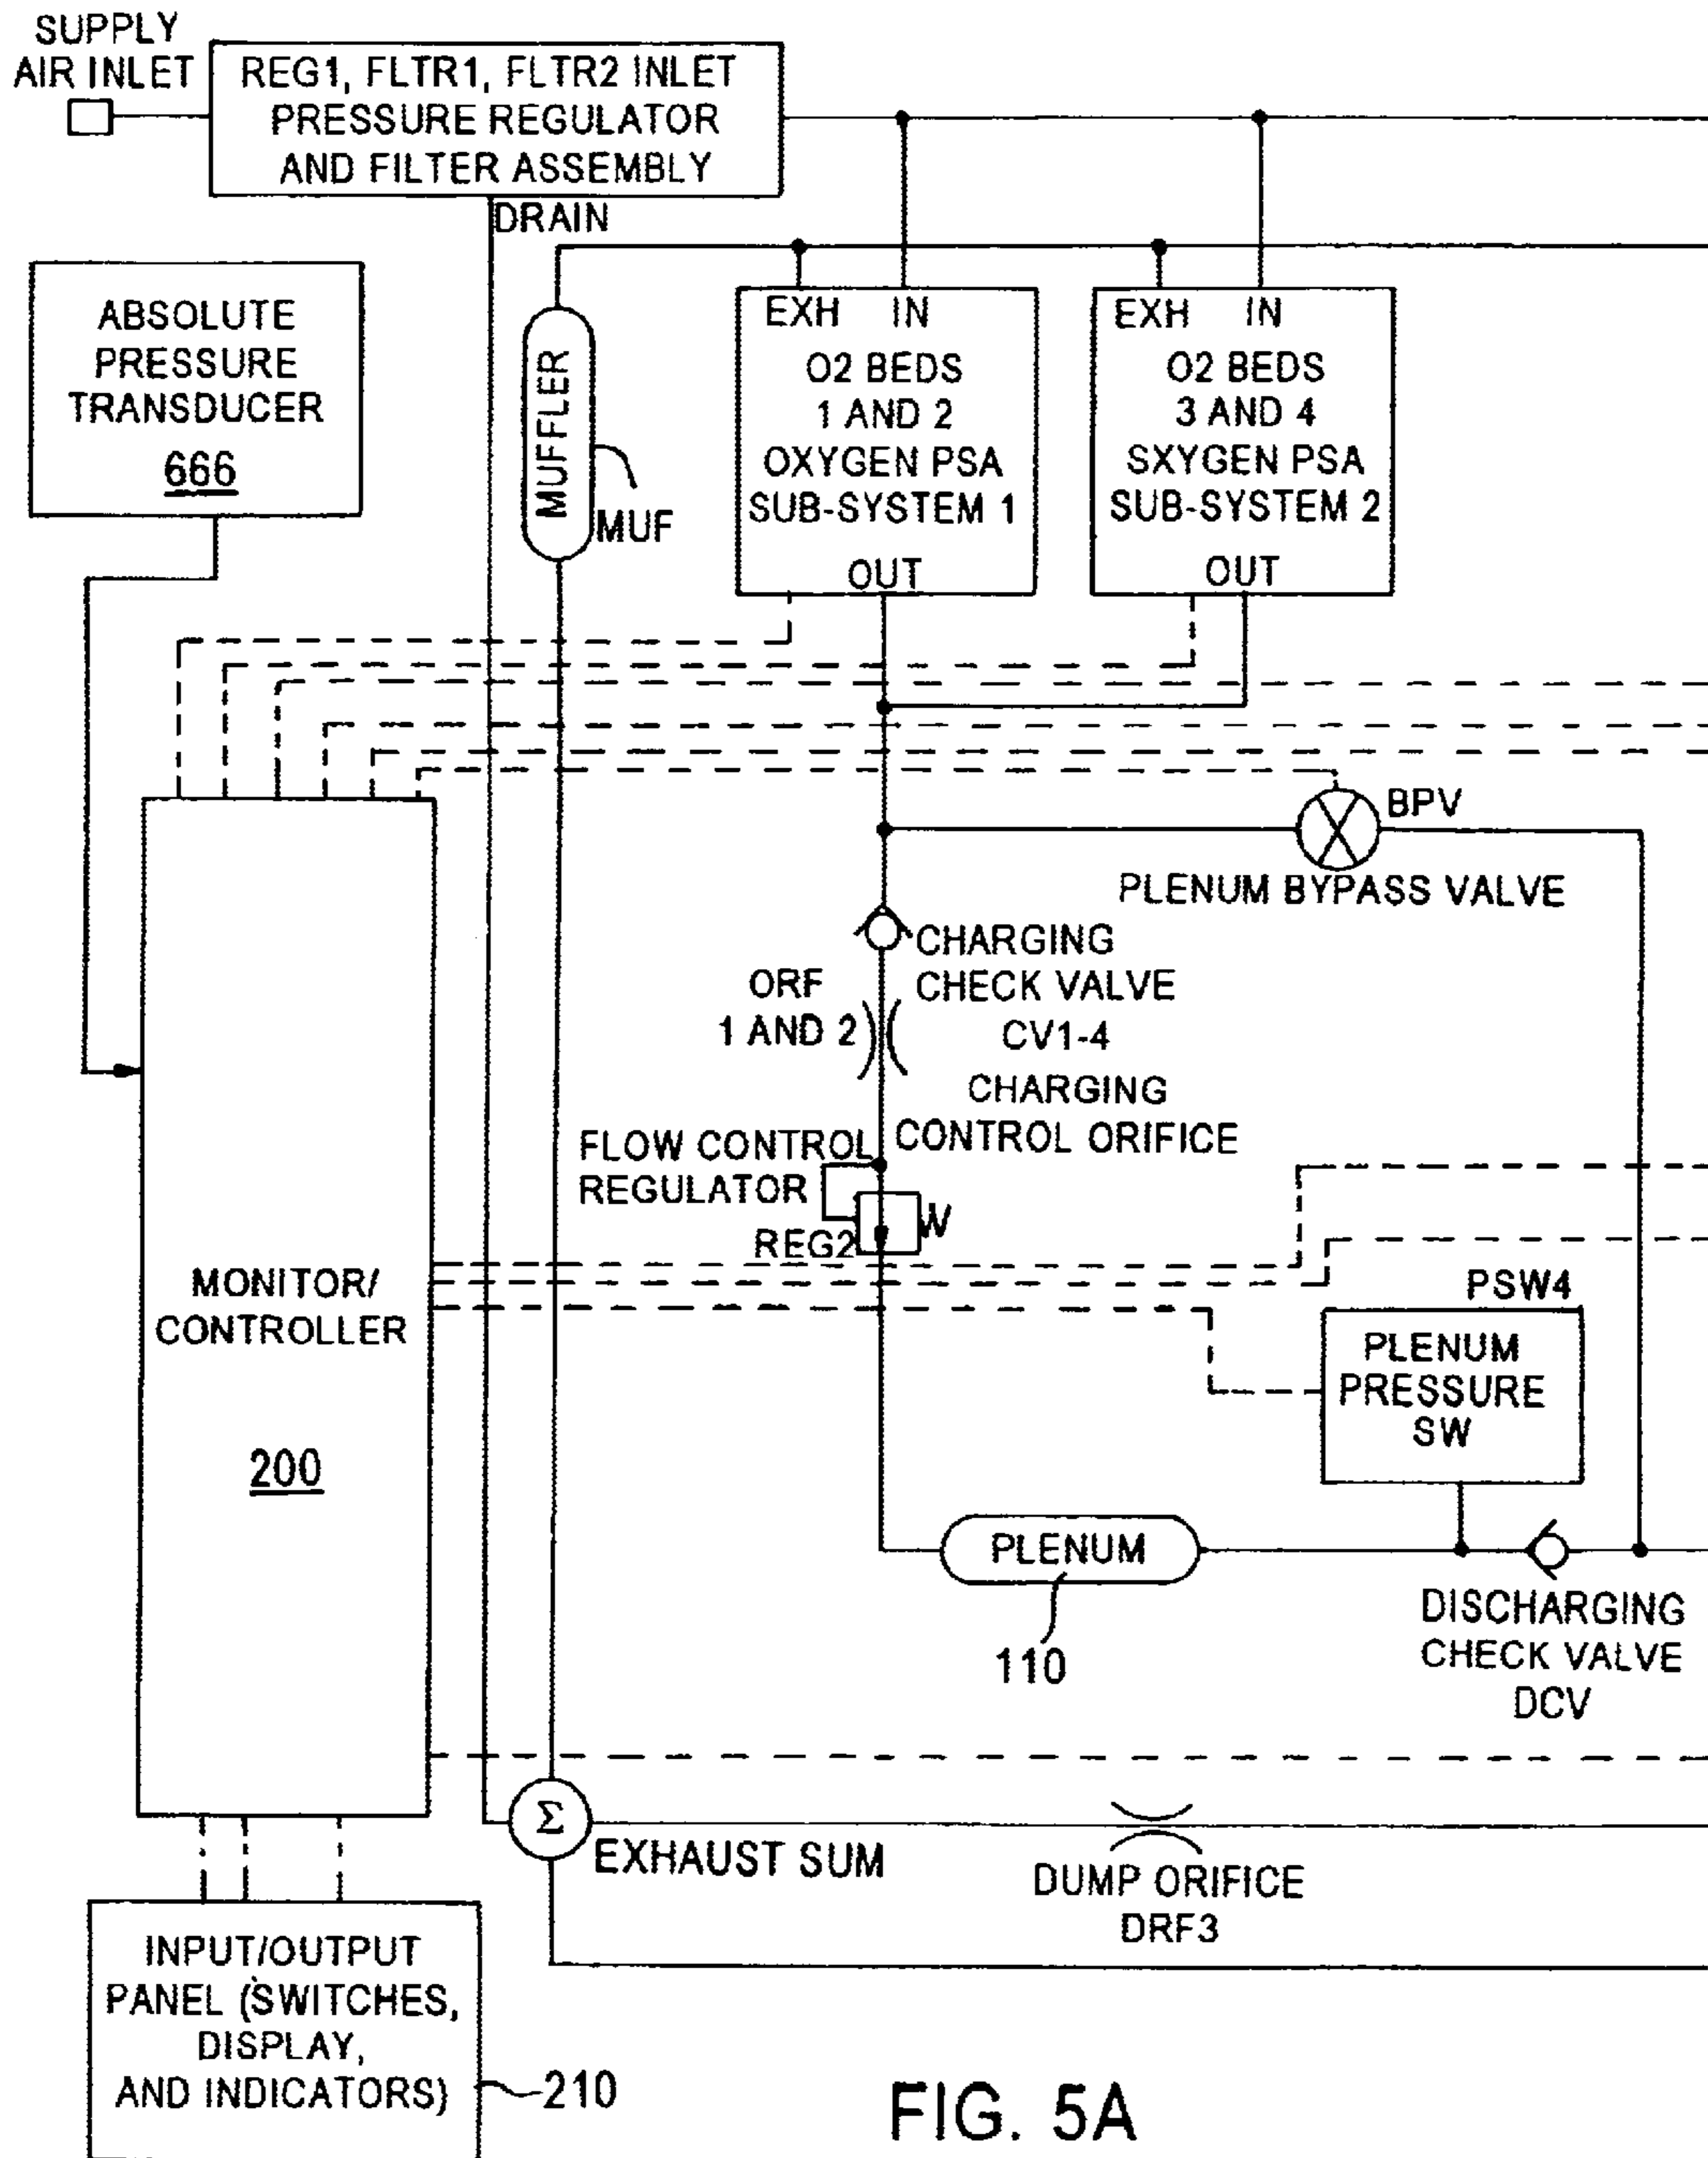 SUPPLY
AIR INLET
REG1, FLTR1, FLTR2 INLET
PRESSURE REGULATOR
AND FILTER ASSEMBLY
DRAIN
ABSOLUTE
PRESSURE
TRANSDUCER
666
MUFFLER
MUF
EXH IN
O2 BEDS
1 AND 2
OXYGEN PSA
SUB-SYSTEM 1
OUT
EXH IN
O2 BEDS
3 AND 4
SXYGEN PSA
SUB-SYSTEM 2
OUT
BPV
PLENUM BYPASS VALVE
CHARGING
CHECK VALVE
CV1-4
ORF
1 AND 2
CHARGING
CONTROL ORIFICE
FLOW CONTROL
REGULATOR
REG2
W
MONITOR/
CONTROLLER
200
PSW4
PLENUM
PRESSURE
SW
PLENUM
110
DISCHARGING
CHECK VALVE
DCV
Σ
EXHAUST SUM
DUMP ORIFICE
DRF3
INPUT/OUTPUT
PANEL (SWITCHES,
DISPLAY,
AND INDICATORS)
210
FIG. 5A